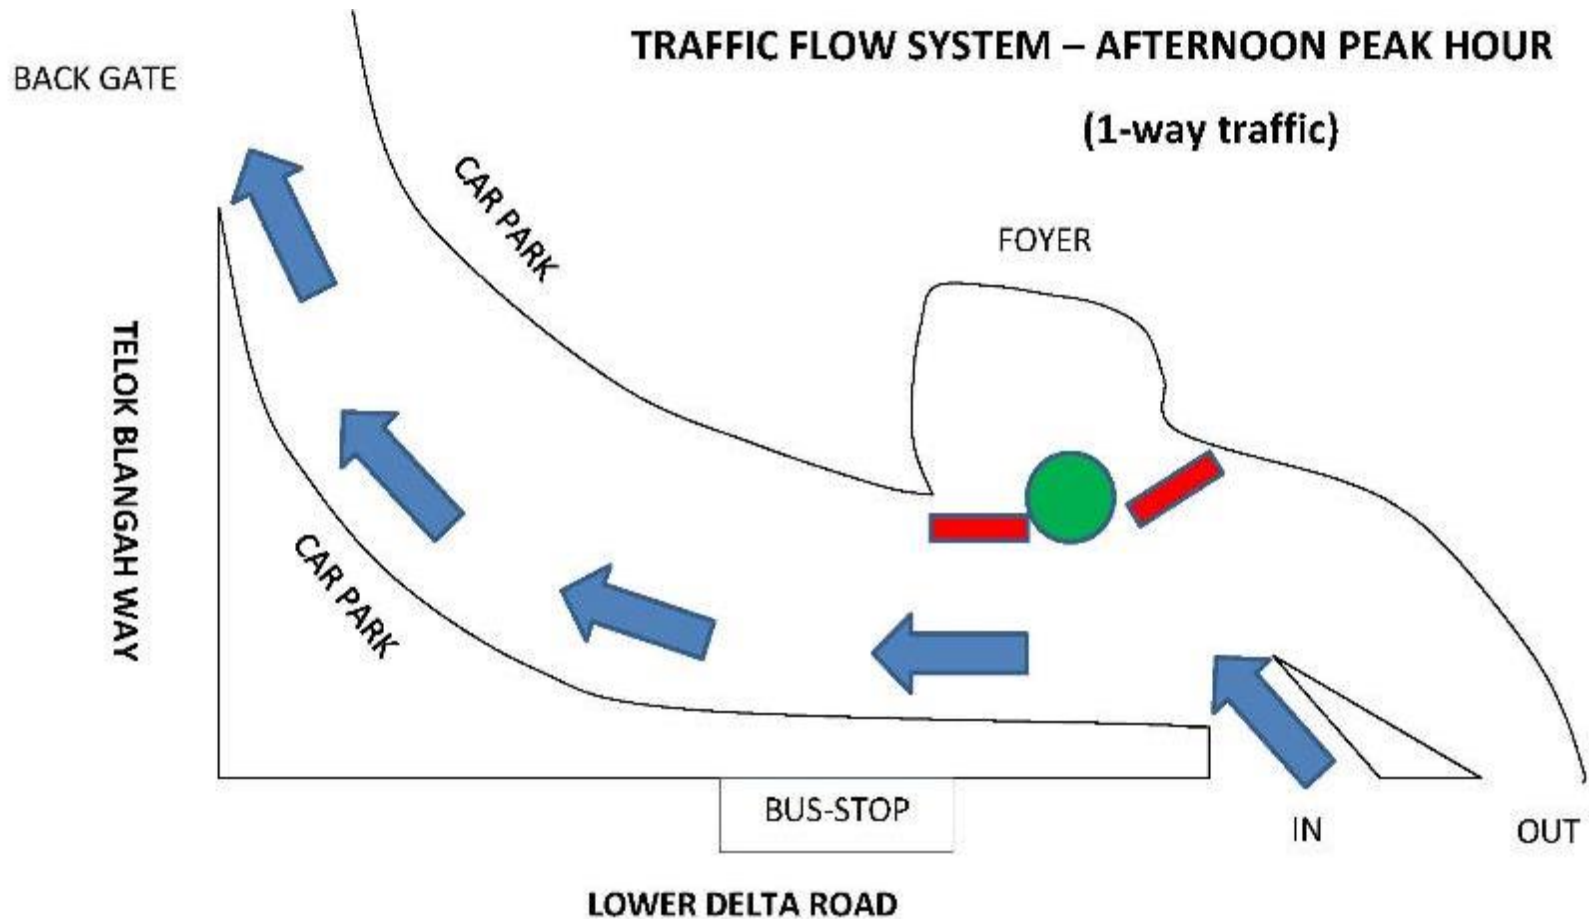 TRAFFIC FLOW SYSTEM – AFTERNOON PEAK HOUR
(1-way traffic)
BACK GATE
CAR PARK
FOYER
TELOK BLANGAH WAY
CAR PARK
BUS-STOP
IN
OUT
LOWER DELTA ROAD